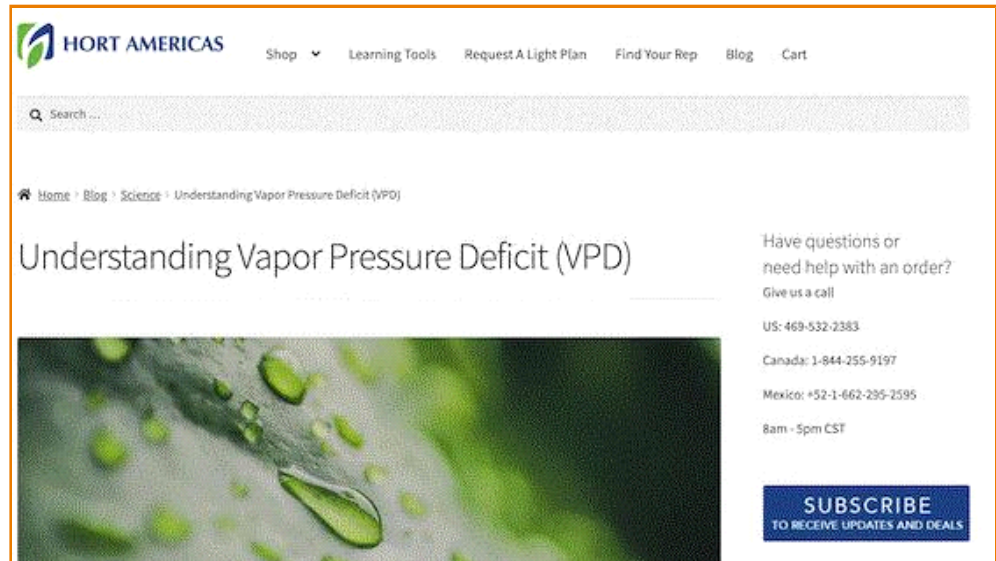 HORT AMERICAS
Shop Learning Tools Request A Light Plan Find Your Rep Blog Cart
Search ...
Home › Blog › Science › Understanding Vapor Pressure Deficit (VPD)
Understanding Vapor Pressure Deficit (VPD)
Have questions or
need help with an order?
Give us a call
US: 469-532-2383
Canada: 1-844-255-9197
Mexico: +52-1-662-295-2595
8am - 5pm CST
SUBSCRIBE
TO RECEIVE UPDATES AND DEALS